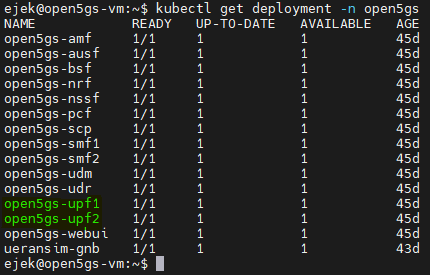 ejek@open5gs-vm:~$ kubectl get deployment -n open5gs
NAME READY UP-TO-DATE AVAILABLE AGE
open5gs-amf 1/1 1 1 45d
open5gs-ausf 1/1 1 1 45d
open5gs-bsf 1/1 1 1 45d
open5gs-nrf 1/1 1 1 45d
open5gs-nssf 1/1 1 1 45d
open5gs-pcf 1/1 1 1 45d
open5gs-scp 1/1 1 1 45d
open5gs-smf1 1/1 1 1 45d
open5gs-smf2 1/1 1 1 45d
open5gs-udm 1/1 1 1 45d
open5gs-udr 1/1 1 1 45d
open5gs-upf1 1/1 1 1 45d
open5gs-upf2 1/1 1 1 45d
open5gs-webui 1/1 1 1 45d
ueransim-gnb 1/1 1 1 43d
ejek@open5gs-vm:~$